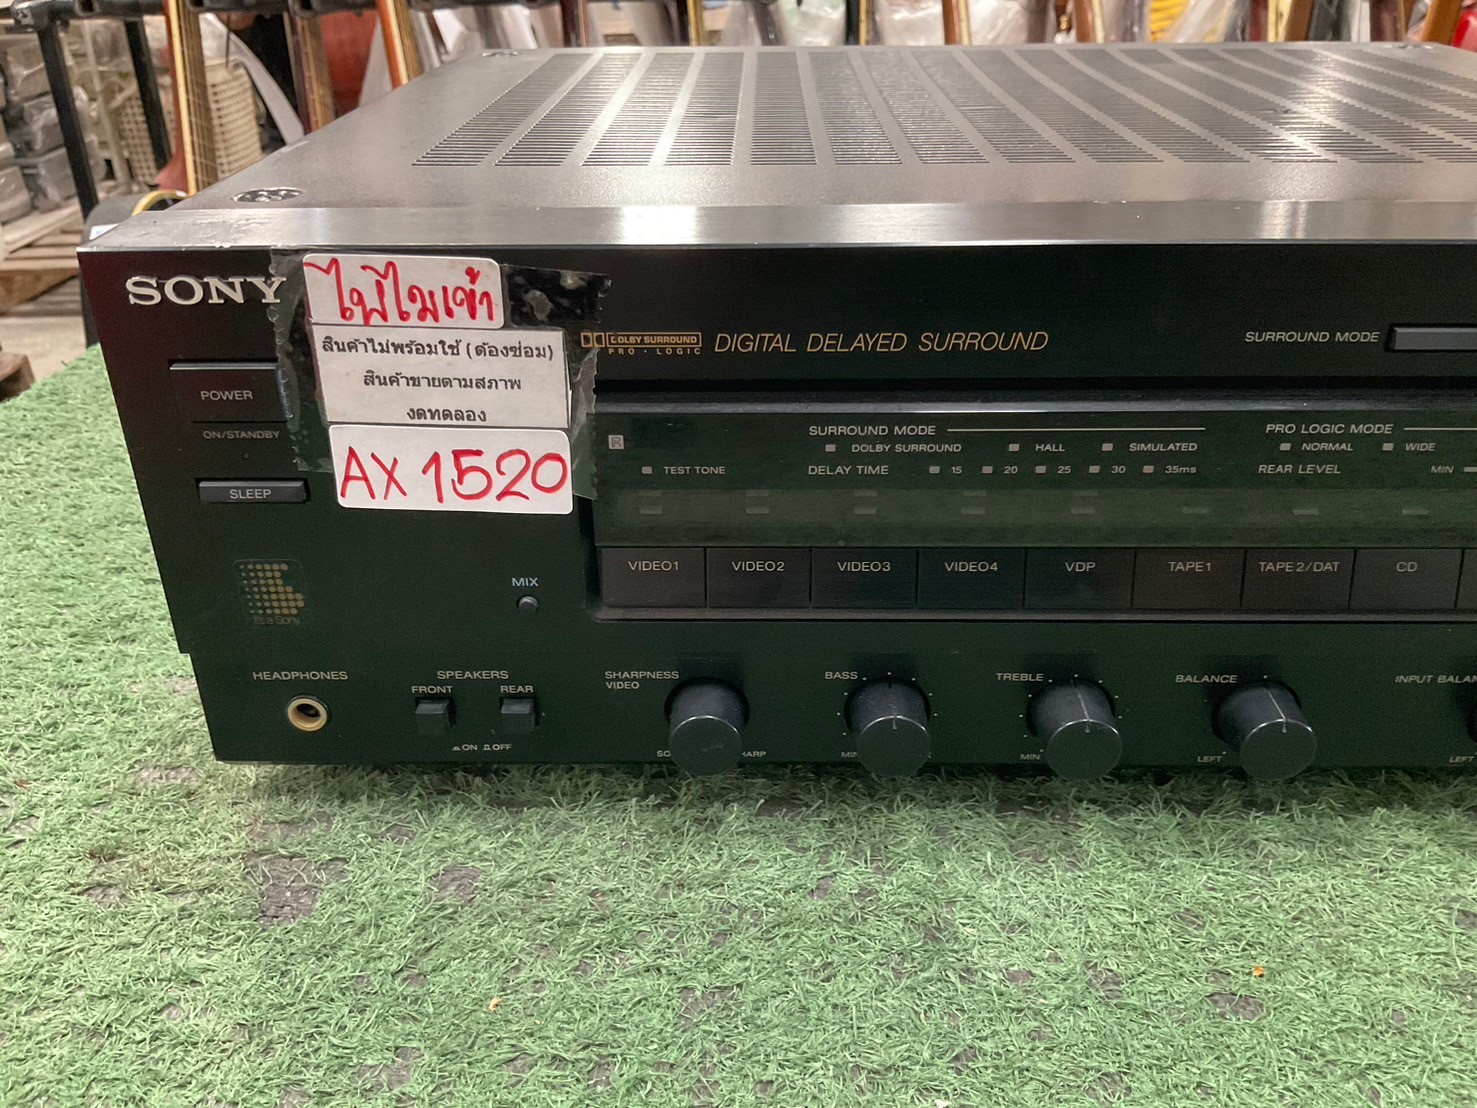 SONY
ไฟไม่เข้า
สินค้าไม่พร้อมใช้ (ต้องซ่อม)
สินค้าขายตามสภาพ
งดทดลอง
AX 1520
DOLBY SURROUND
PRO · LOGIC
DIGITAL DELAYED SURROUND
SURROUND MODE
POWER
ON/STANDBY
SLEEP
SURROUND MODE
DOLBY SURROUND HALL SIMULATED
PRO LOGIC MODE
NORMAL WIDE
TEST TONE
DELAY TIME 15 20 25 30 35ms
REAR LEVEL MIN
VIDEO1 VIDEO2 VIDEO3 VIDEO4 VDP TAPE1 TAPE2/DAT CD
It's a Sony
MIX
HEADPHONES
SPEAKERS
FRONT REAR
ON OFF
SHARPNESS
VIDEO
BASS
MIN
TREBLE
MIN
BALANCE
LEFT
INPUT
LEFT